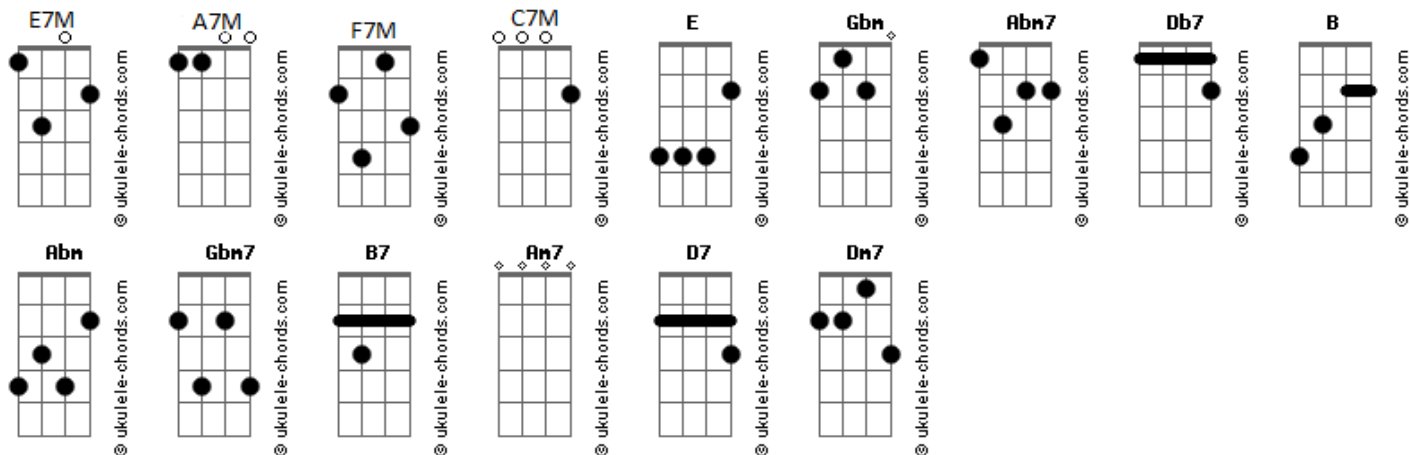 E7M A7M F7M C7M E Gbm Abm7 Db7 B
© ukulele-chords.com © ukulele-chords.com © ukulele-chords.com © ukulele-chords.com © ukulele-chords.com © ukulele-chords.com © ukulele-chords.com © ukulele-chords.com © ukulele-chords.com
Abm Gbm7 B7 Am7 D7 Dm7
© ukulele-chords.com © ukulele-chords.com © ukulele-chords.com © ukulele-chords.com © ukulele-chords.com © ukulele-chords.com